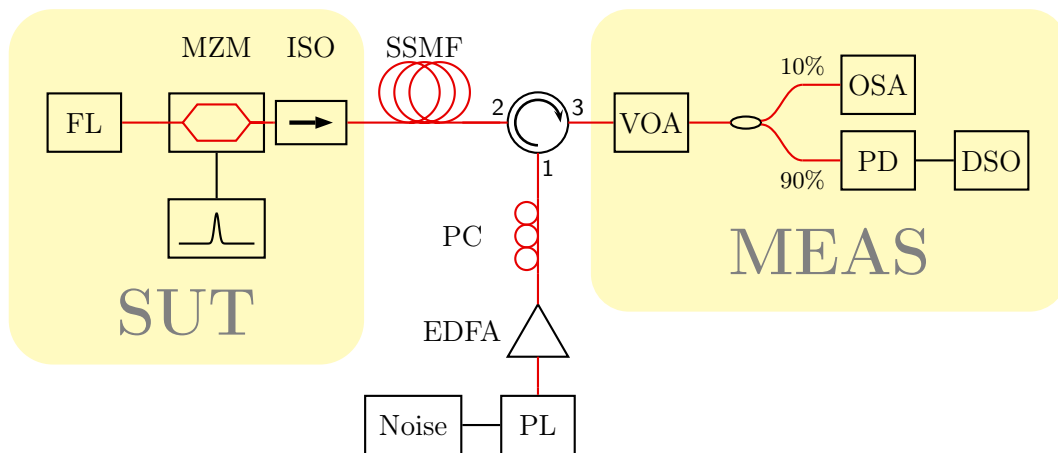 MZM
ISO
SSMF
FL
2
3
1
VOA
10%
OSA
90%
PD
DSO
PC
MEAS
SUT
EDFA
Noise
PL